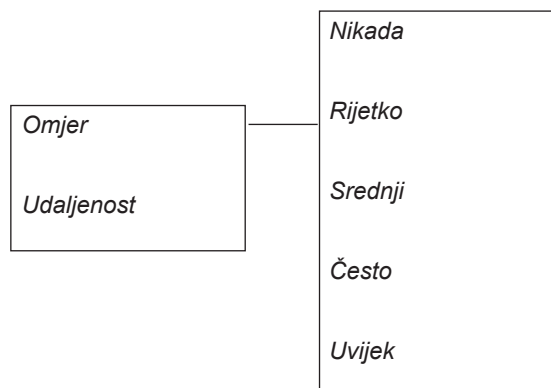 Omjer
Udaljenost
Nikada
Rijetko
Srednji
Često
Uvijek